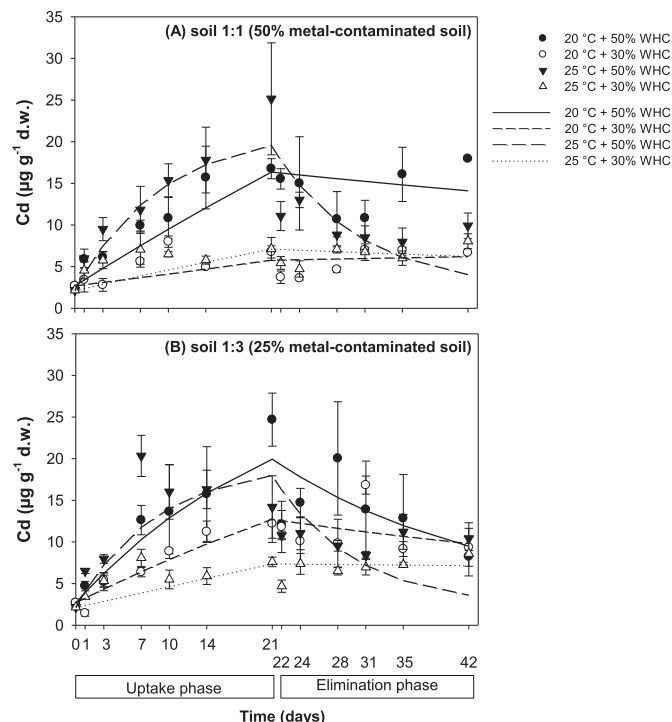 (A) soil 1:1 (50% metal-contaminated soil)
35
30
25
20
15
10
5
0
Cd (µg g-1 d.w.)
20 °C + 50% WHC
20 °C + 30% WHC
25 °C + 50% WHC
25 °C + 30% WHC
20 °C + 50% WHC
20 °C + 30% WHC
25 °C + 50% WHC
25 °C + 30% WHC
(B) soil 1:3 (25% metal-contaminated soil)
35
30
25
20
15
10
5
0
Cd (µg g-1 d.w.)
0 1 3 7 10 14 21
22 24 28 31 35 42
Uptake phase Elimination phase
Time (days)